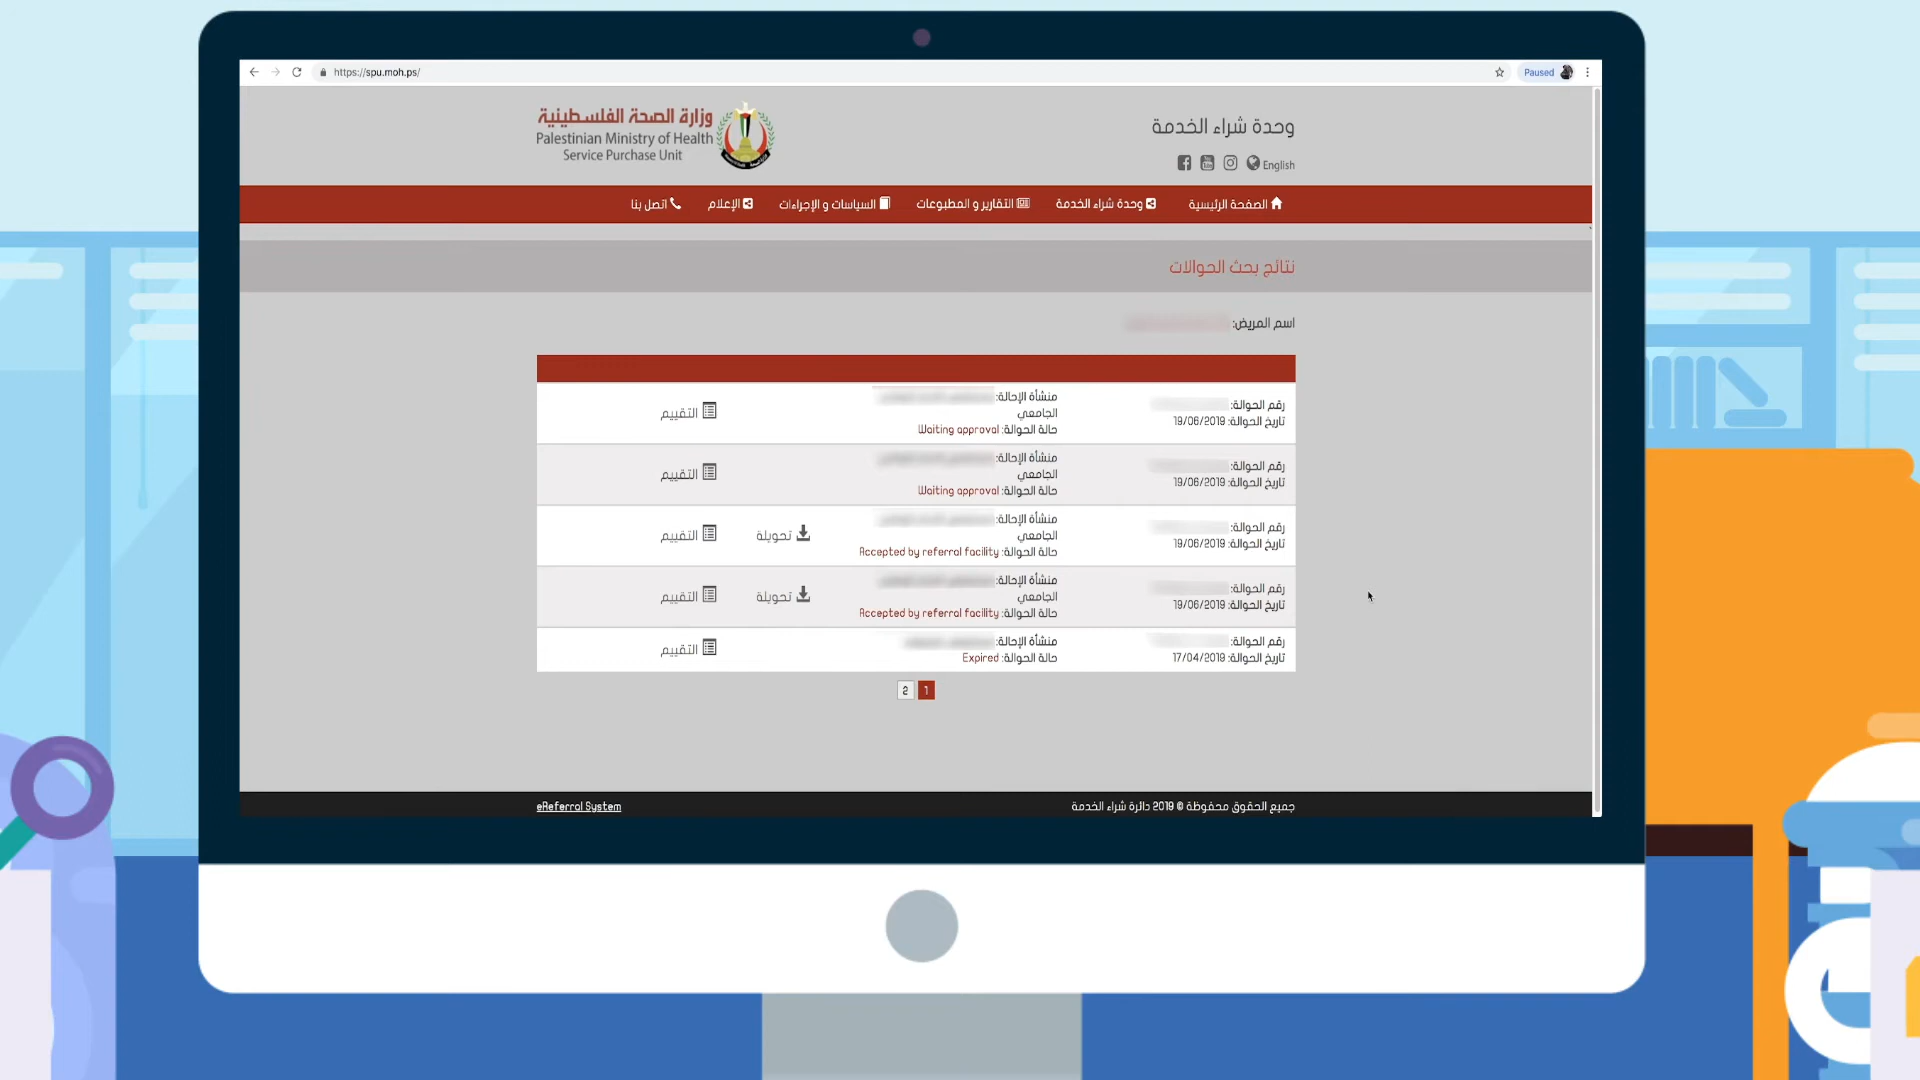 https://spu.moh.ps/
Paused
وزارة الصحة الفلسطينية
Palestinian Ministry of Health
Service Purchase Unit
وحدة شراء الخدمة
English
الصفحة الرئيسية
وحدة شراء الخدمة
التقارير و المطبوعات
السياسات و الإجراءات
الإعلام
اتصل بنا
نتائج بحث الحوالات
اسم المريض:
رقم الحوالة:
تاريخ الحوالة: 19/06/2019
منشأة الإحالة:
الجامعي
حالة الحوالة: Waiting approval
التقييم
رقم الحوالة:
تاريخ الحوالة: 19/06/2019
منشأة الإحالة:
الجامعي
حالة الحوالة: Waiting approval
التقييم
رقم الحوالة:
تاريخ الحوالة: 19/06/2019
منشأة الإحالة:
الجامعي
حالة الحوالة: Accepted by referral facility
تحويلة
التقييم
رقم الحوالة:
تاريخ الحوالة: 19/06/2019
منشأة الإحالة:
الجامعي
حالة الحوالة: Accepted by referral facility
تحويلة
التقييم
رقم الحوالة:
تاريخ الحوالة: 17/04/2019
منشأة الإحالة:
حالة الحوالة: Expired
التقييم
1
2
جميع الحقوق محفوظة © 2019 دائرة شراء الخدمة
eReferral System